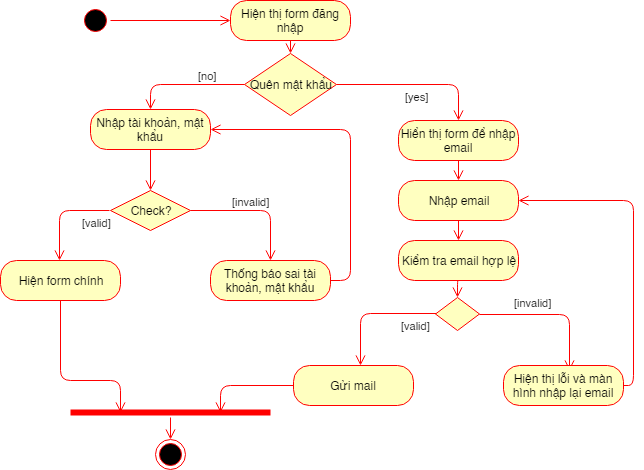 Hiện thị form đăng
nhập
Quên mật khẩu
[no]
[yes]
Nhập tài khoản, mật
khẩu
Hiển thị form để nhập
email
Check?
[valid]
[invalid]
Nhập email
Hiện form chính
Thống báo sai tài
khoản, mật khẩu
Kiểm tra email hợp lệ
[valid]
[invalid]
Gửi mail
Hiện thị lỗi và màn
hình nhập lại email